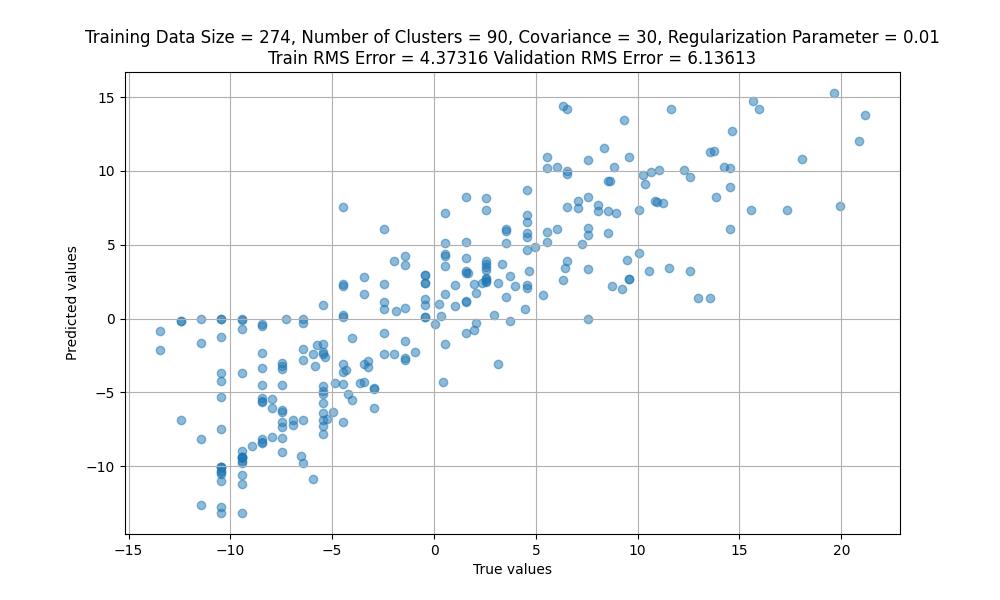 Training Data Size = 274, Number of Clusters = 90, Covariance = 30, Regularization Parameter = 0.01
Train RMS Error = 4.37316 Validation RMS Error = 6.13613
15
10
5
0
−5
−10
Predicted values
−15 −10 −5 0 5 10 15 20
True values